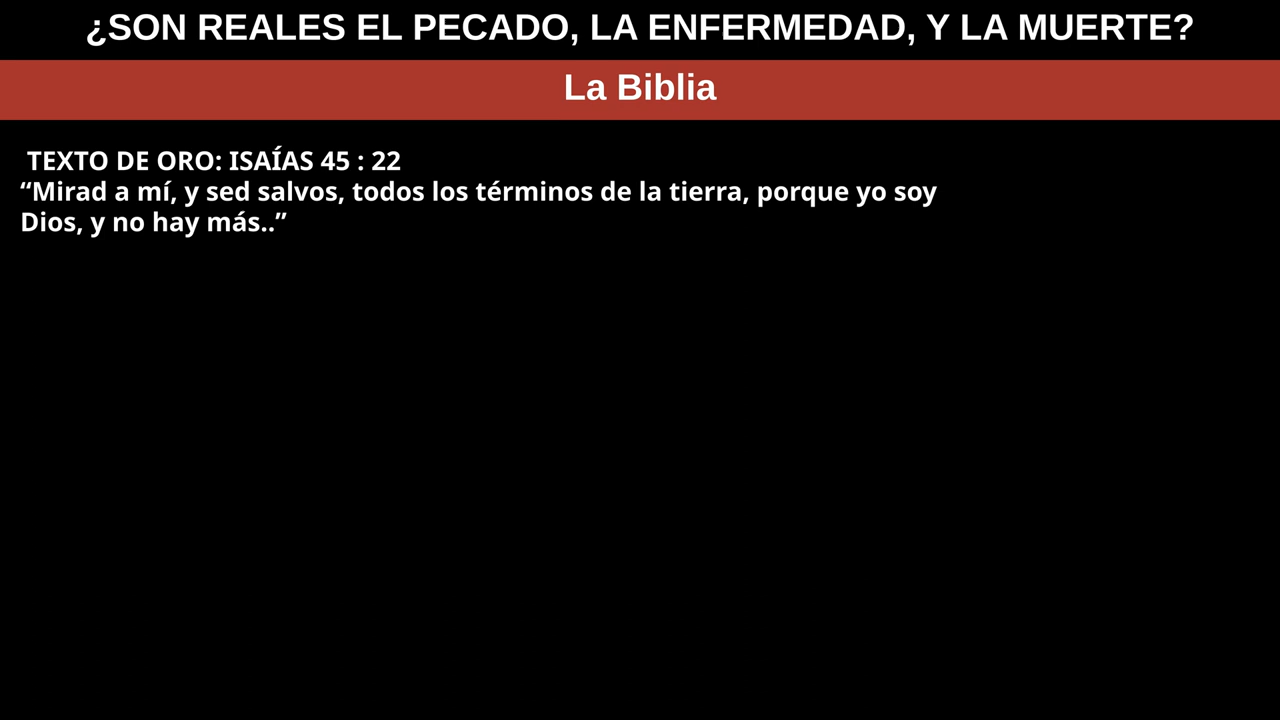 ¿SON REALES EL PECADO, LA ENFERMEDAD, Y LA MUERTE?
La Biblia
TEXTO DE ORO: ISAÍAS 45 : 22
“Mirad a mí, y sed salvos, todos los términos de la tierra, porque yo soy
Dios, y no hay más..”